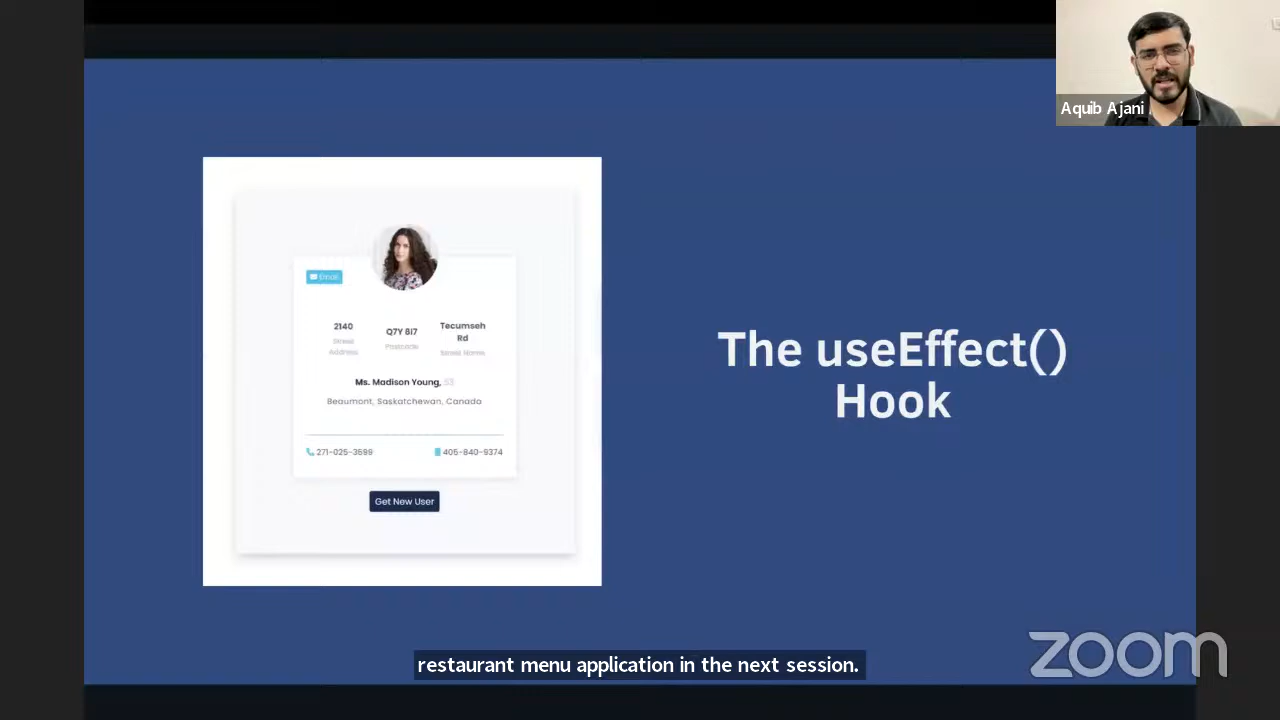 Aquib Ajani
Email
2140
Street
Address
Q7Y 8I7
Postcode
Tecumseh
Rd
Street Name
Ms. Madison Young, 53
Beaumont, Saskatchewan, Canada
271-025-3699
405-840-9374
Get New User
The useEffect()
Hook
restaurant menu application in the next session.
zoom